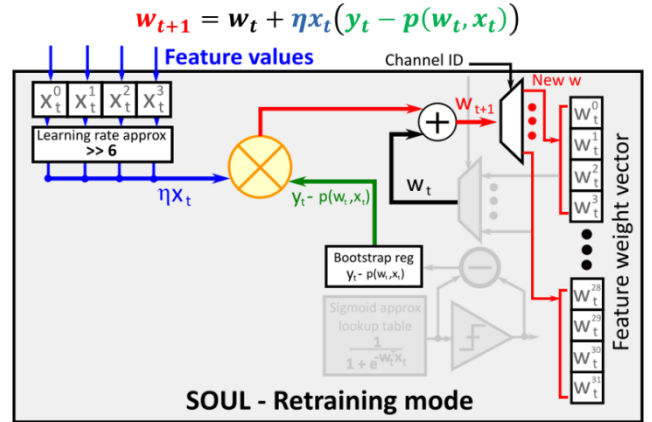 w_{t+1} = w_t + ηx_t(y_t − p(w_t, x_t))
Feature values
Channel ID
New w
x_t^0 x_t^1 x_t^2 x_t^3
Learning rate approx
>> 6
ηx_t
y_t- p(w_t,x_t)
+
w_{t+1}
w_t
w_t^0
w_t^1
w_t^2
w_t^3
Feature weight vector
Bootstrap reg
y_t- p(w_t,x_t)
Sigmoid approx
lookup table
1
1 + e^{-w_t^T x_t}
w_t^28
w_t^29
w_t^30
w_t^31
SOUL - Retraining mode